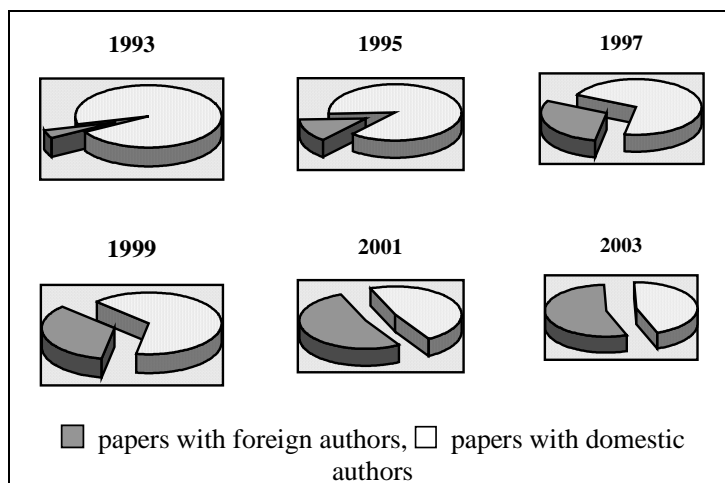 1993 1995 1997
1999 2001 2003
papers with foreign authors, papers with domestic
authors